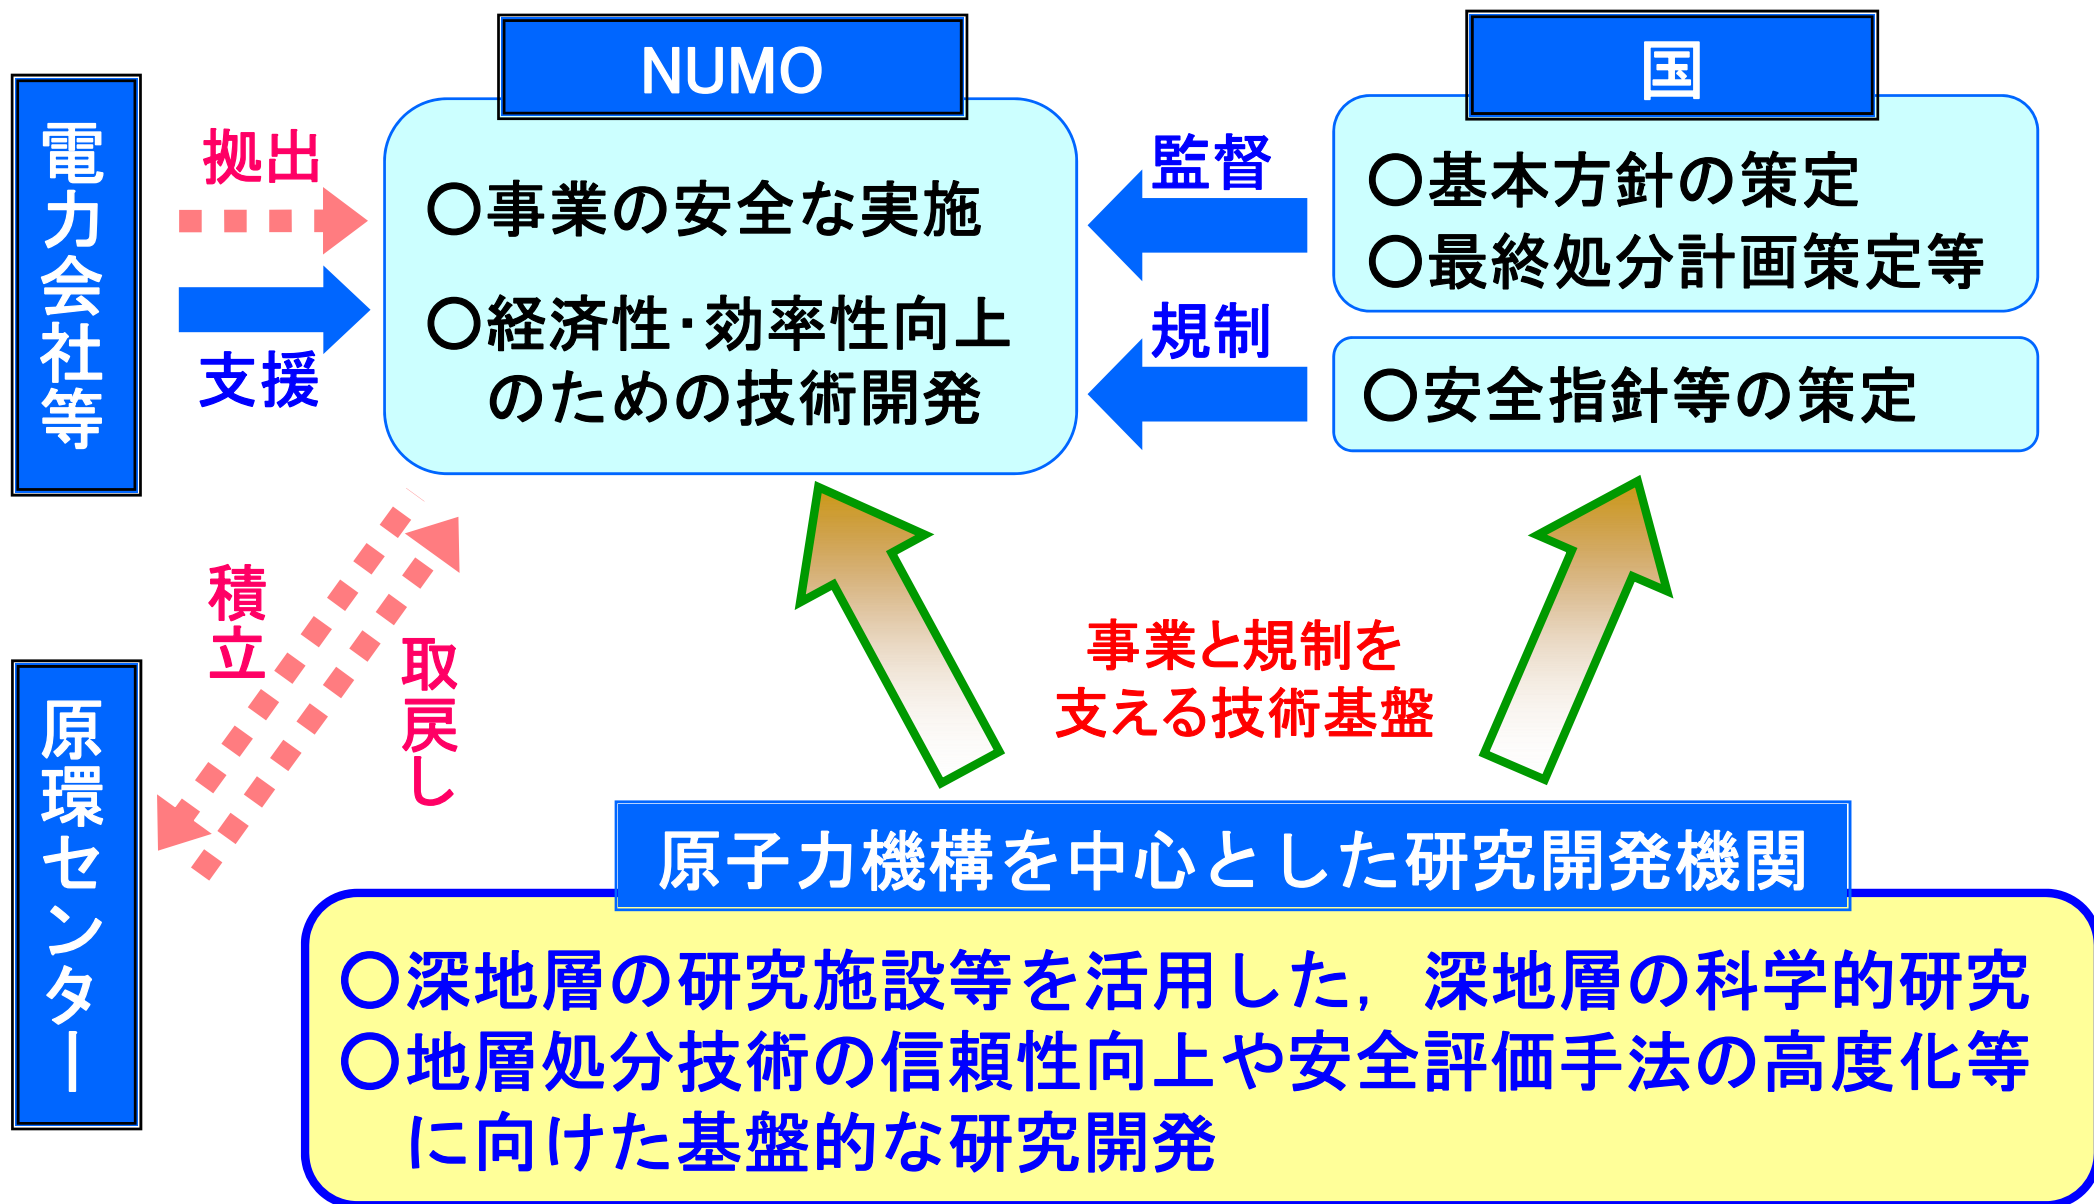 電力会社等
拠出
支援
NUMO
〇事業の安全な実施
〇経済性・効率性向上
のための技術開発
監督
規制
国
〇基本方針の策定
〇最終処分計画策定等
〇安全指針等の策定
積立
取戻し
事業と規制を
支える技術基盤
原環センター
原子力機構を中心とした研究開発機関
〇深地層の研究施設等を活用した，深地層の科学的研究
〇地層処分技術の信頼性向上や安全評価手法の高度化等
に向けた基盤的な研究開発